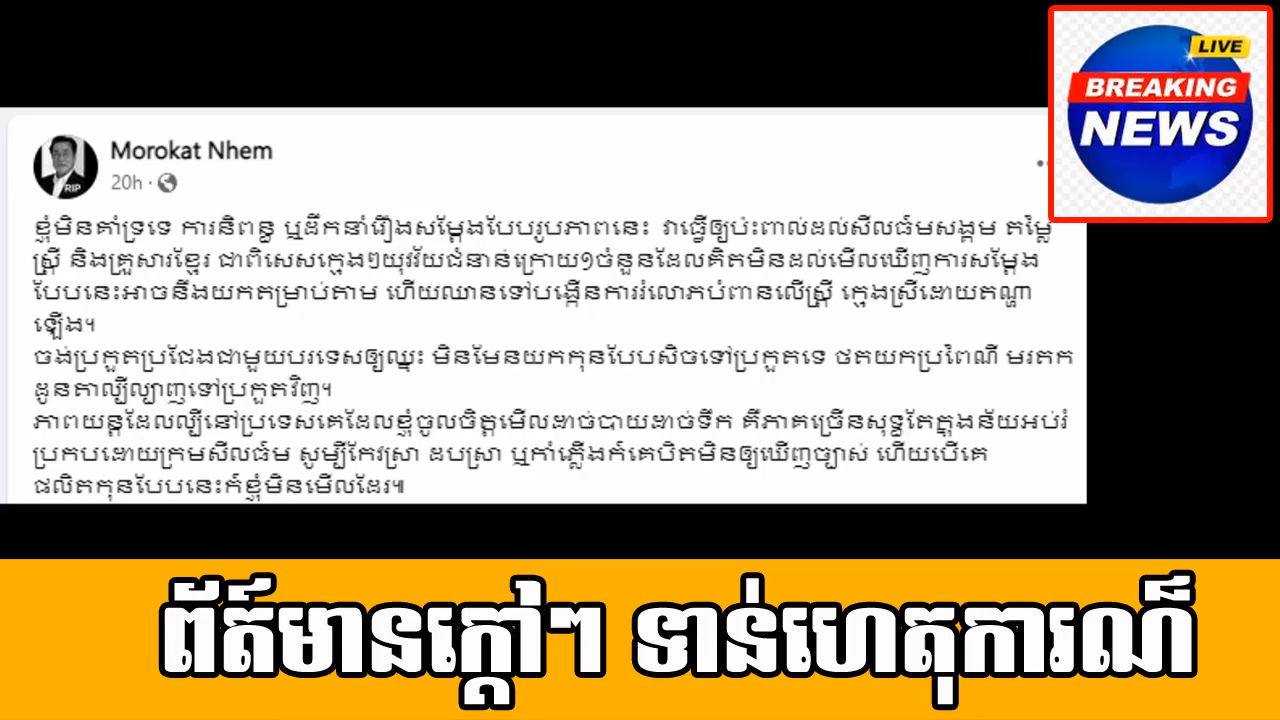 LIVE
BREAKING
NEWS
Morokat Nhem
20h ·
RIP
ខ្ញុំមិនគាំទ្រទេ ការនិពន្ធ ឬដឹកនាំរឿងសម្តែងបែបរូបភាពនេះ វាធ្វើឲ្យប៉ះពាល់ដល់សីលធ៌មសង្គម តម្លៃ
ស្ត្រី និងគ្រួសារខ្មែរ ជាពិសេសក្មេងៗយុវវ័យជំនាន់ក្រោយ១ចំនួនដែលគិតមិនដល់មើលឃើញការសម្តែង
បែបនេះអាចនឹងយកតម្រាប់តាម ហើយឈានទៅបង្កើនការរំលោភបំពានលើស្ត្រី ក្មេងស្រីដោយតណ្ហា
ឡើង។
ចង់ប្រកួតប្រជែងជាមួយបរទេសឲ្យឈ្នះ មិនមែនយកកុនបែបសិចទៅប្រកួតទេ ថតយកប្រពៃណី មរតក
ដូនតាល្បីល្បាញទៅប្រកួតវិញ។
ភាពយន្តដែលល្បីនៅប្រទេសគេដែលខ្ញុំចូលចិត្តមើលដាច់បាយដាច់ទឹក គឺភាគច្រើនសុទ្ធតែក្នុងន័យអប់រំ
ប្រកបដោយក្រមសីលធ៌ម សូម្បីកែវស្រា ដបស្រា ឬកាំភ្លើងក៍គេបិតមិនឲ្យឃើញច្បាស់ ហើយបើគេ
ផលិតកុនបែបនេះក៍ខ្ញុំមិនមើលដែរ៕
ព័ត៍មានក្តៅៗ ទាន់ហេតុការណ៏